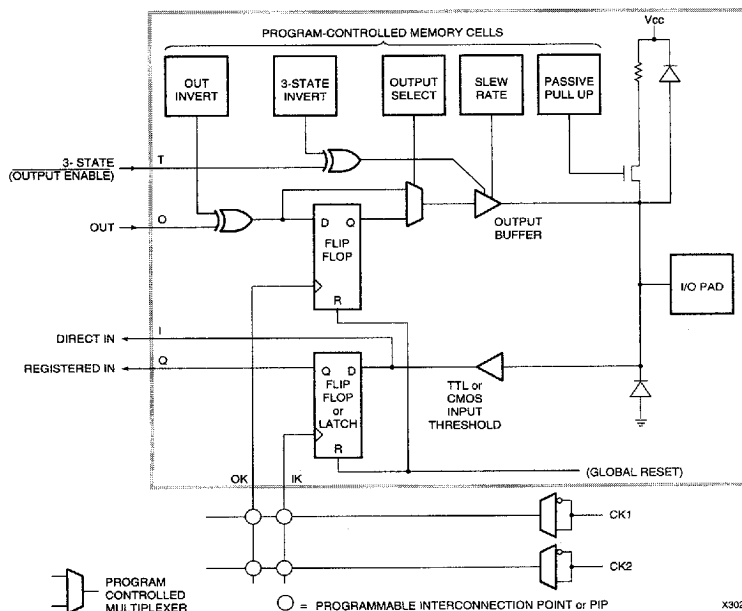 PROGRAM-CONTROLLED MEMORY CELLS
Vcc
OUT
INVERT
3-STATE
INVERT
OUTPUT
SELECT
SLEW
RATE
PASSIVE
PULL UP
3- STATE
(OUTPUT ENABLE)
T
OUT
O
D Q
FLIP
FLOP
R
OUTPUT
BUFFER
I/O PAD
DIRECT IN
I
REGISTERED IN
Q
Q D
FLIP
FLOP
or
LATCH
R
TTL or
CMOS
INPUT
THRESHOLD
OK
IK
(GLOBAL RESET)
CK1
CK2
PROGRAM
CONTROLLED
MULTIPLEXER
= PROGRAMMABLE INTERCONNECTION POINT or PIP
X302